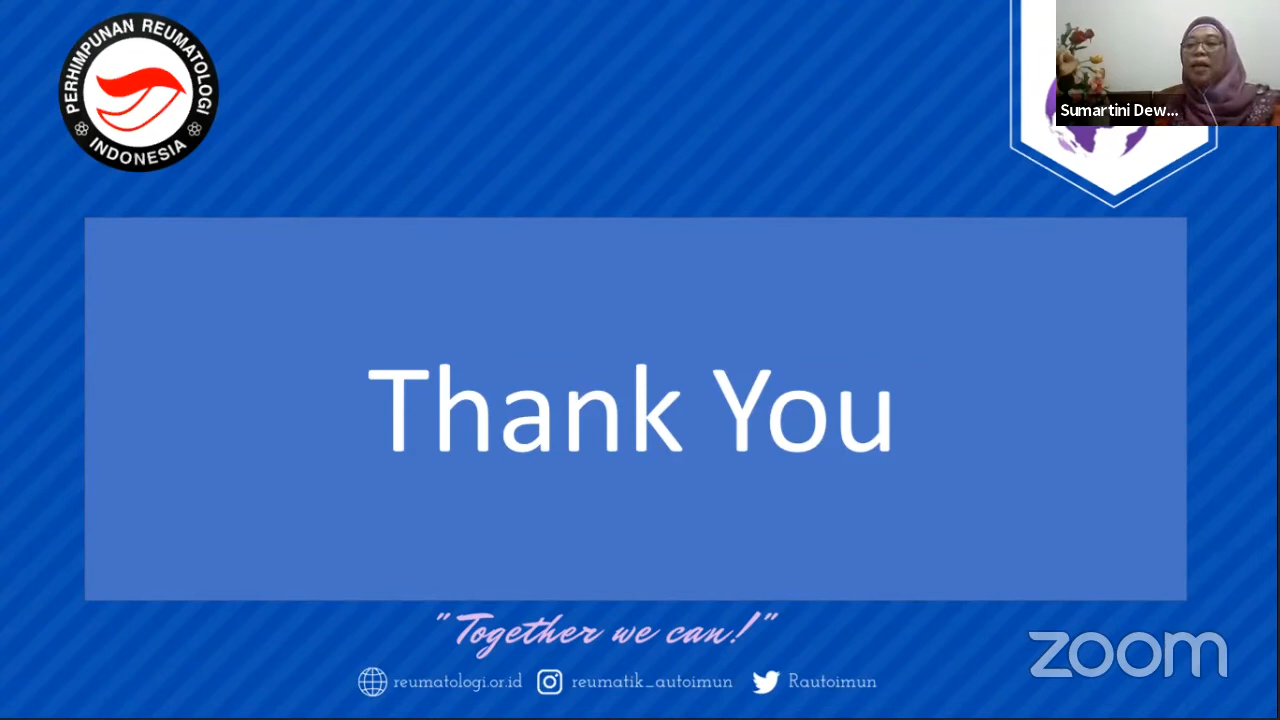 PERHIMPUNAN REUMATOLOGI
INDONESIA
Sumartini Dew...
Thank You
"Together we can!"
reumatologi.or.id reumatik_autoimun Rautoimun
zoom